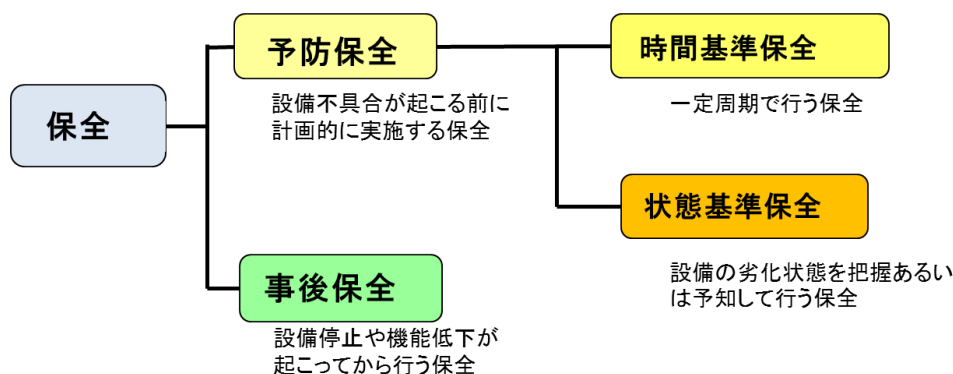 保全
予防保全
設備不具合が起こる前に
計画的に実施する保全
時間基準保全
一定周期で行う保全
状態基準保全
設備の劣化状態を把握あるい
は予知して行う保全
事後保全
設備停止や機能低下が
起こってから行う保全